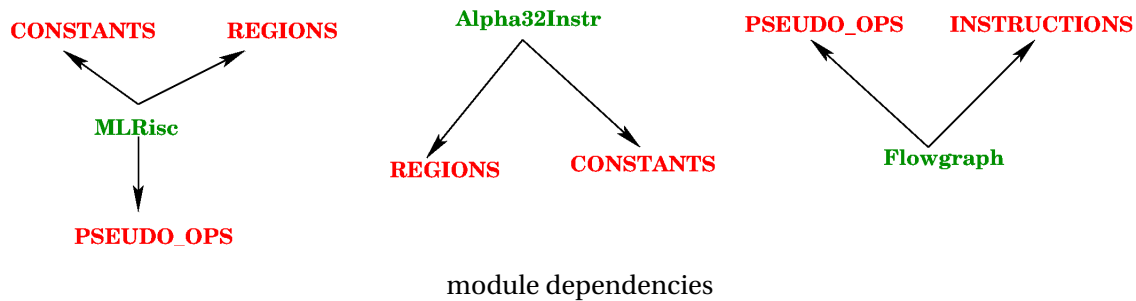 CONSTANTS
REGIONS
MLRisc
PSEUDO_OPS
Alpha32Instr
REGIONS
CONSTANTS
PSEUDO_OPS
INSTRUCTIONS
Flowgraph
module dependencies